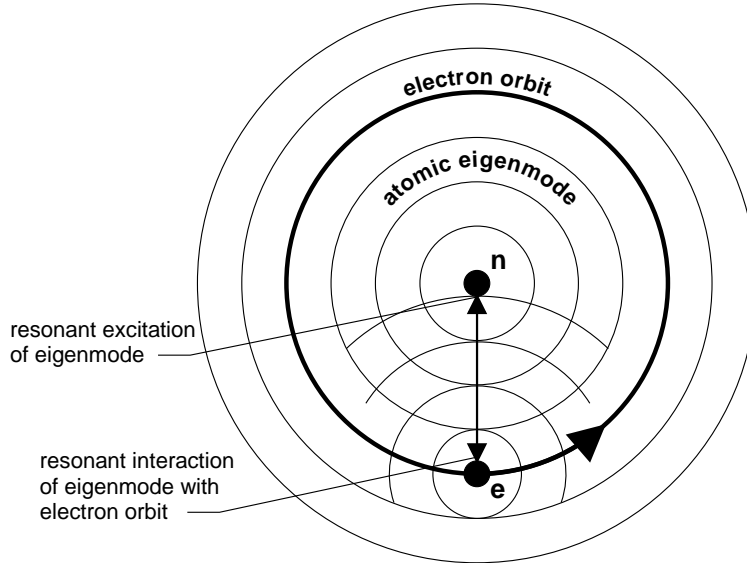 electron orbit
atomic eigenmode
n
resonant excitation
of eigenmode
resonant interaction
of eigenmode with
electron orbit
e